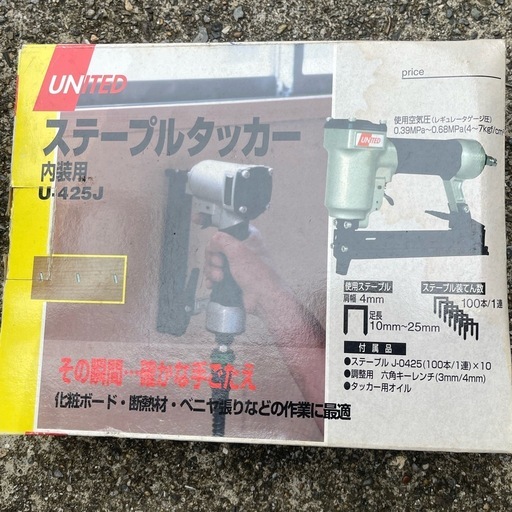 UNITED
ステープルタッカー
内装用
U-425J
price
使用空気圧(レギュレータゲージ圧)
0.39MPa~0.68MPa(4~7kgf/cm
UNITED
使用ステープル
肩幅 4mm
足長
10mm~25mm
ステープル装てん数
100本/1連
付属品
●ステープル J-0425(100本/1連)×10
●調整用 六角キーレンチ(3mm/4mm)
●タッカー用オイル
その瞬間…確かな手ごたえ
化粧ボード・断熱材・ベニヤ張りなどの作業に最適